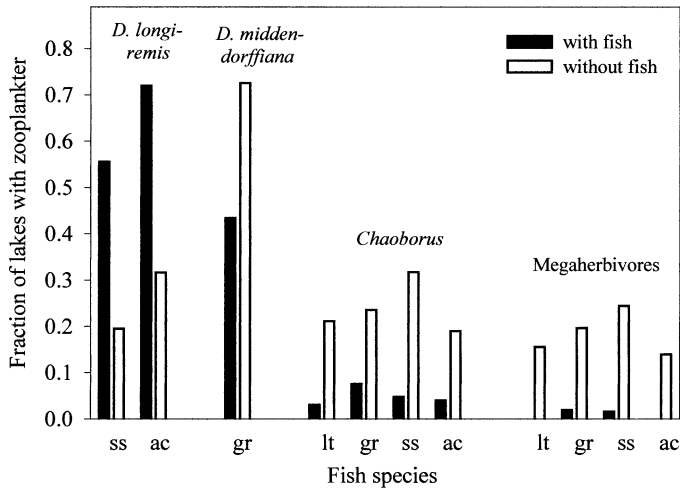 D. longi-
remis
D. midden-
dorffiana
with fish
without fish
Chaoborus
Megaherbivores
Fraction of lakes with zooplankter
0.8
0.7
0.6
0.5
0.4
0.3
0.2
0.1
0.0
ss ac gr lt gr ss ac lt gr ss ac
Fish species